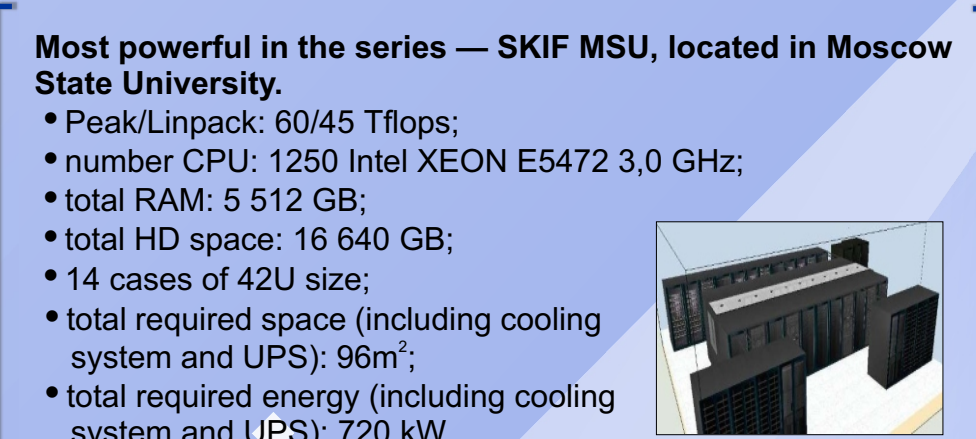 Most powerful in the series — SKIF MSU, located in Moscow
State University.
• Peak/Linpack: 60/45 Tflops;
• number CPU: 1250 Intel XEON E5472 3,0 GHz;
• total RAM: 5 512 GB;
• total HD space: 16 640 GB;
• 14 cases of 42U size;
• total required space (including cooling
system and UPS): 96m²;
• total required energy (including cooling
system and UPS): 720 kW